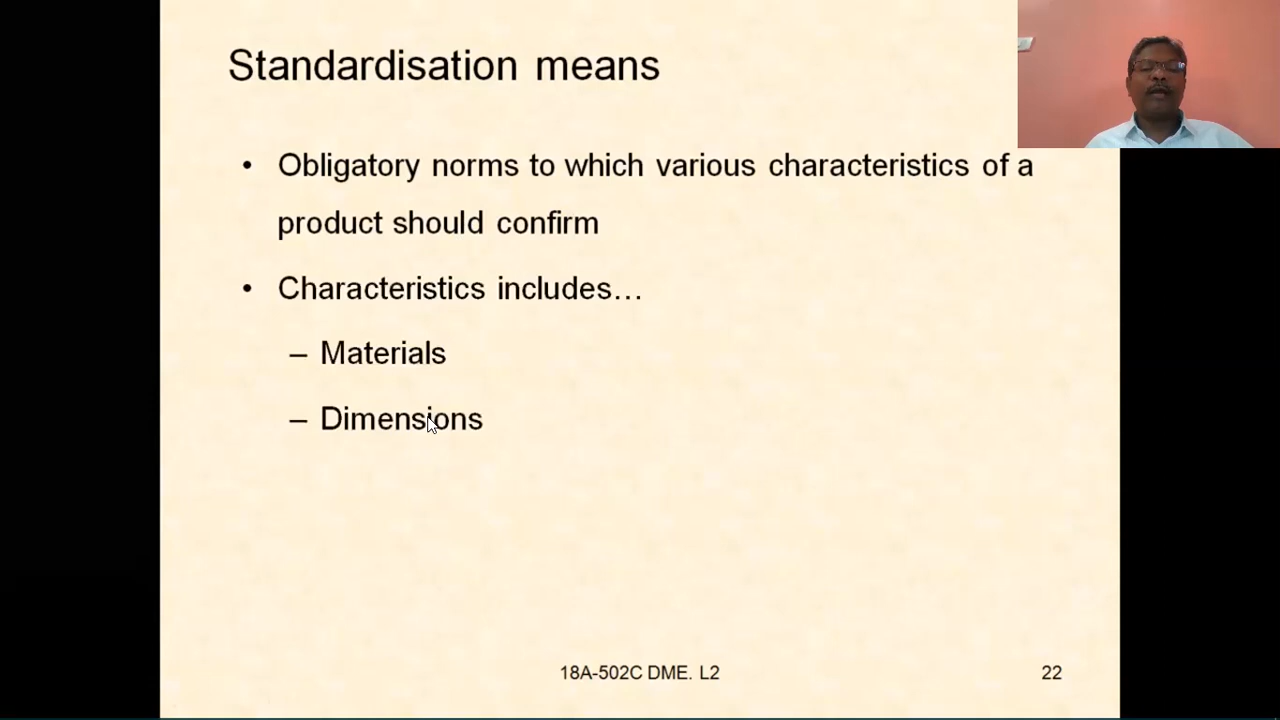 Standardisation means
• Obligatory norms to which various characteristics of a
product should confirm
• Characteristics includes…
– Materials
– Dimensions
18A-502C DME. L2
22